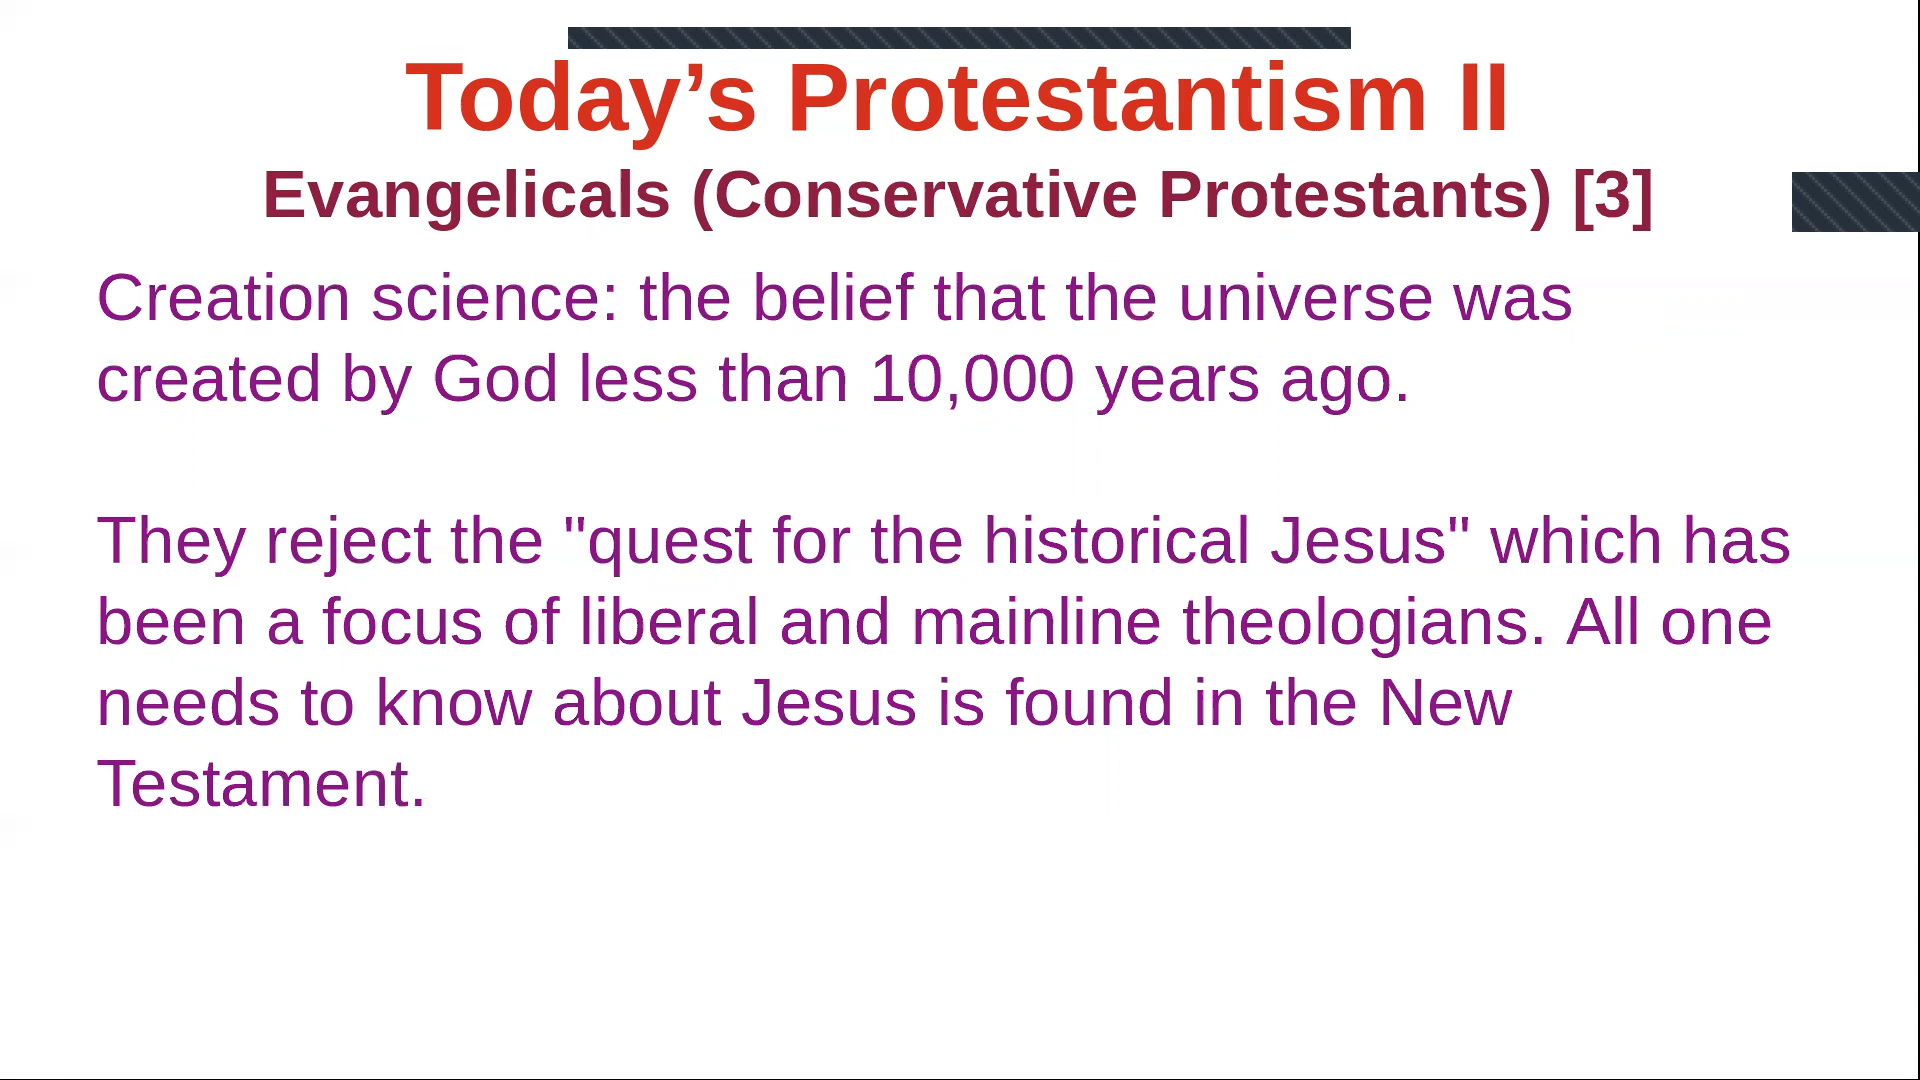 Today’s Protestantism II
Evangelicals (Conservative Protestants) [3]
Creation science: the belief that the universe was
created by God less than 10,000 years ago.
They reject the "quest for the historical Jesus" which has
been a focus of liberal and mainline theologians. All one
needs to know about Jesus is found in the New
Testament.